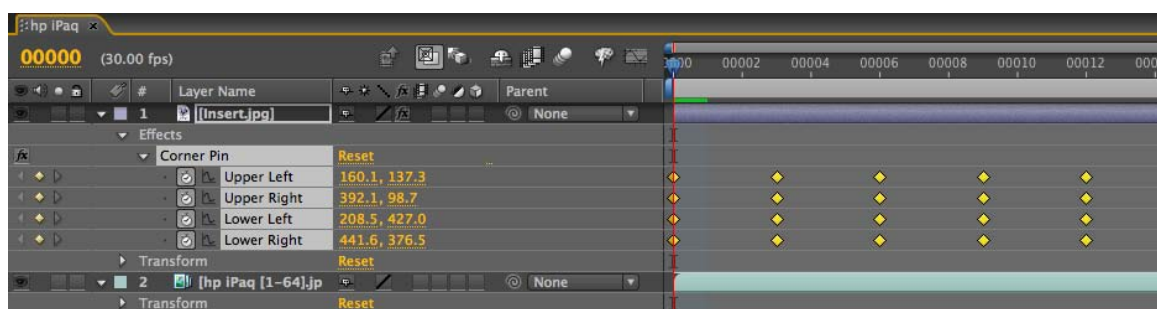 hp iPaq ×
00000 (30.00 fps) 00002 00004 00006 00008 00010 00012 000
# Layer Name Parent
1 [Insert.jpg] None
Effects
fx Corner Pin Reset
Upper Left 160.1, 137.3
Upper Right 392.1, 98.7
Lower Left 208.5, 427.0
Lower Right 441.6, 376.5
Transform Reset
2 [hp iPaq [1-64].jp None
Transform Reset